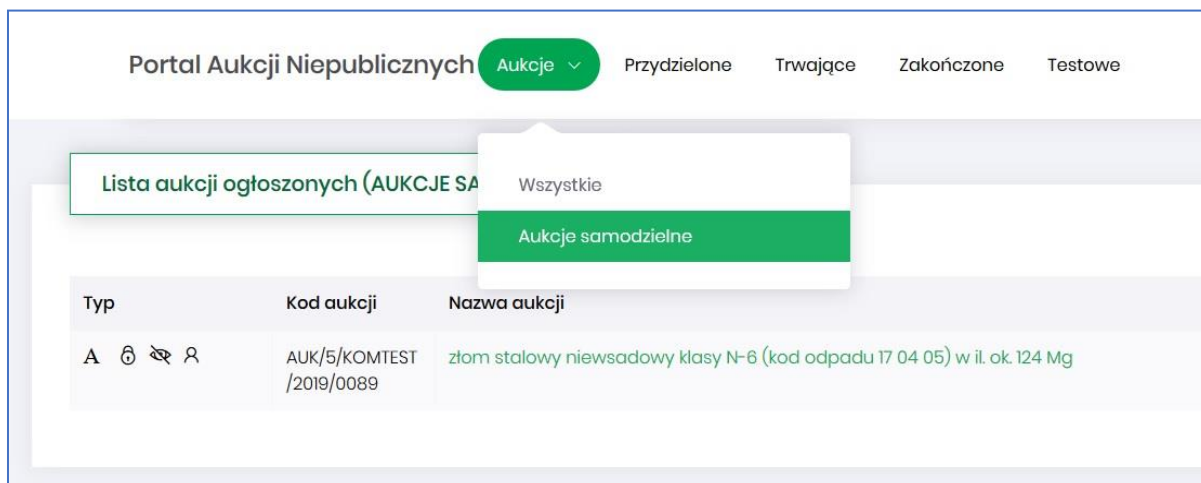 Portal Aukcji Niepublicznych Aukcje Przydzielone Trwające Zakończone Testowe
Lista aukcji ogłoszonych (AUKCJE SA
Wszystkie
Aukcje samodzielne
Typ Kod aukcji Nazwa aukcji
A AUK/5/KOMTEST złom stalowy niewsadowy klasy N-6 (kod odpadu 17 04 05) w il. ok. 124 Mg
/2019/0089